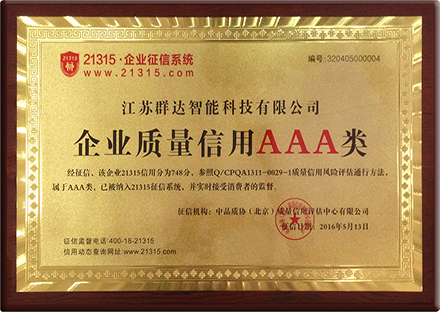 21315
21315·企业征信系统
www.21315.com
编号:320405000004
江苏群达智能科技有限公司
企业质量信用AAA类
经征信、该企业21315信用分为748分，参照Q/CPQA1311-0029-1质量信用风险评估通行方法，
属于AAA类、已被纳入21315征信系统，并实时接受消费者的监督。
征信机构：中品质协（北京）质量信用评估中心有限公司
征信日期：2016年5月13日
征信监督电话:400-18-21315
信用动态查询网址:www.21315.com